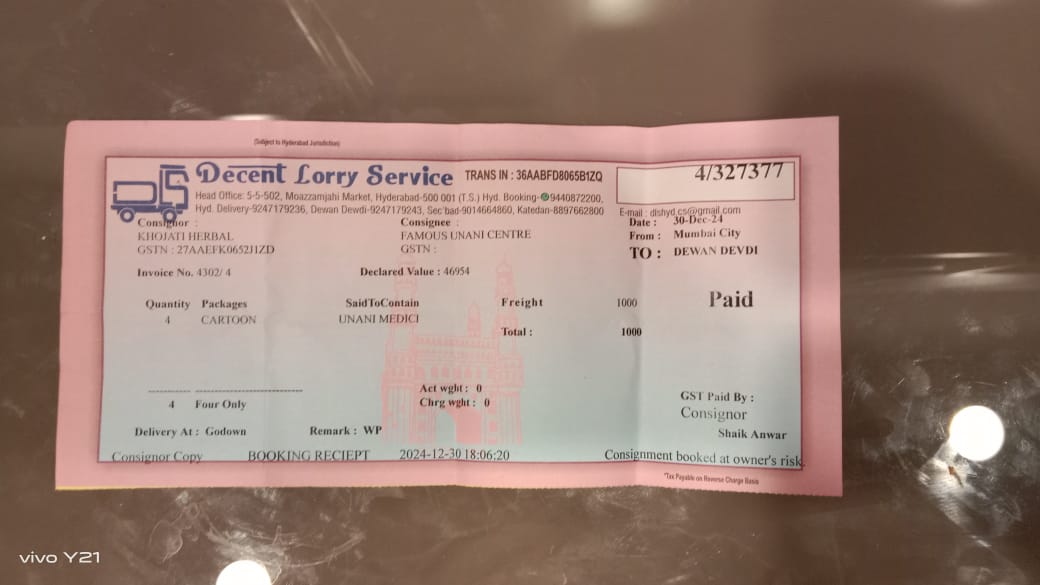 (Subject to Hyderabad Jurisdiction)
Decent Lorry Service TRANS IN : 36AABFD8065B1ZQ
4/327377
Head Office: 5-5-502, Moazzamjahi Market, Hyderabad-500 001 (T.S.) Hyd. Booking-9440872200,
Hyd. Delivery-9247179236, Dewan Dewdi-9247179243, Sec'bad-9014664860, Katedan-8897662800
E-mail : dlshyd.cs@gmail.com
Consignor : Consignee : Date : 30-Dec-24
KHOJATI HERBAL FAMOUS UNANI CENTRE From : Mumbai City
GSTN : 27AAEFK0652J1ZD GSTN : TO : DEWAN DEVDI
Invoice No. 4302/ 4 Declared Value : 46954
Quantity Packages SaidToContain Freight 1000 Paid
4 CARTOON UNANI MEDICI
Total : 1000
Act wght : 0
4 Four Only Chrg wght : 0
GST Paid By :
Consignor
Delivery At : Godown Remark : WP Shaik Anwar
Consignor Copy BOOKING RECIEPT 2024-12-30 18:06:20 Consignment booked at owner's risk.
*Tax Payable on Reverse Charge Basis
vivo Y21